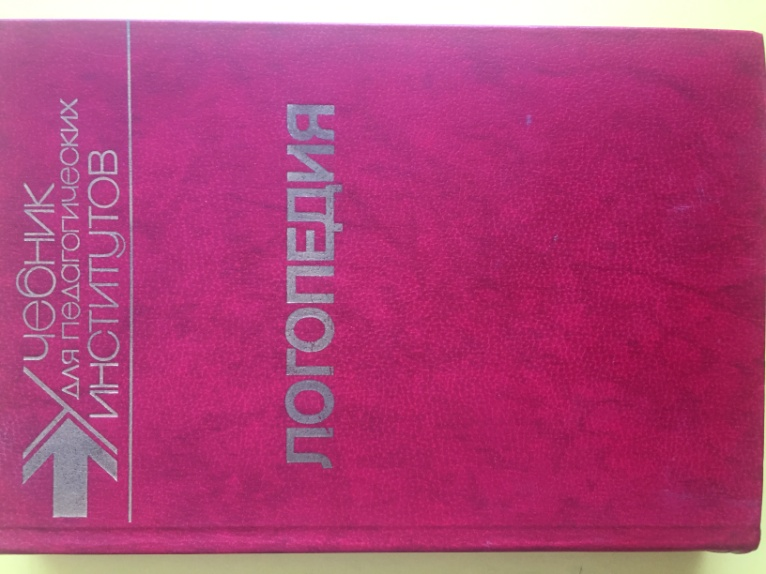 Учебник
для педагогических
институтов
ЛОГОПЕДИЯ